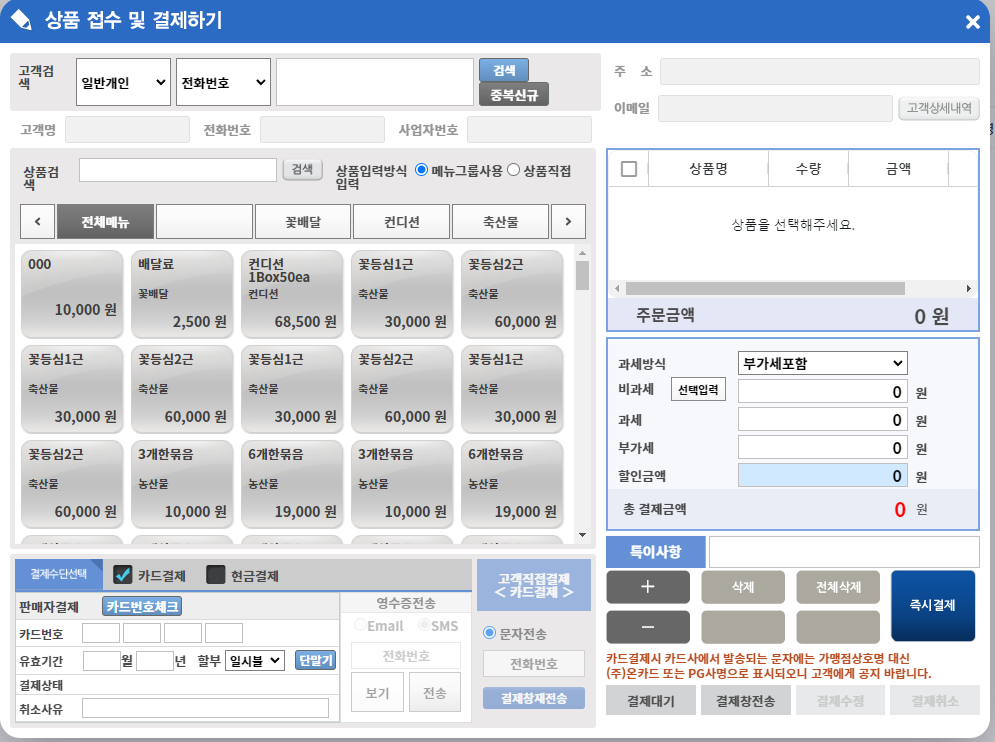 상품 접수 및 결제하기
고객검색 일반개인 전화번호 검색 중복신규
주 소
이메일 고객상세내역
고객명 전화번호 사업자번호
상품검색 검색 상품입력방식 메뉴그룹사용 상품직접입력
전체메뉴 꽃배달 컨디션 축산물
000 배달료 컨디션 1Box50ea 꽃등심1근 꽃등심2근
꽃배달 컨디션 축산물 축산물
10,000 원 2,500 원 68,500 원 30,000 원 60,000 원
꽃등심1근 꽃등심2근 꽃등심1근 꽃등심2근 꽃등심1근
축산물 축산물 축산물 축산물 축산물
30,000 원 60,000 원 30,000 원 60,000 원 30,000 원
꽃등심2근 3개한묶음 6개한묶음 3개한묶음 6개한묶음
축산물 농산물 농산물 농산물 농산물
60,000 원 10,000 원 19,000 원 10,000 원 19,000 원
상품명 수량 금액
상품을 선택해주세요.
주문금액 0 원
과세방식 부가세포함
비과세 선택입력 0 원
과세 0 원
부가세 0 원
할인금액 0 원
총 결제금액 0 원
결제수단선택 카드결제 현금결제
판매자결제 카드번호체크
카드번호
유효기간 월 년 할부 일시불 단말기
결제상태
취소사유
영수증전송
Email SMS
전화번호
보기 전송
고객직접결제
< 카드결제 >
문자전송
전화번호
결제창재전송
특이사항
+ 삭제 전체삭제 즉시결제
−
카드결제시 카드사에서 발송되는 문자에는 가맹점상호명 대신
(주)온카드 또는 PG사명으로 표시되오니 고객에게 공지 바랍니다.
결제대기 결제창전송 결제수정 결제취소